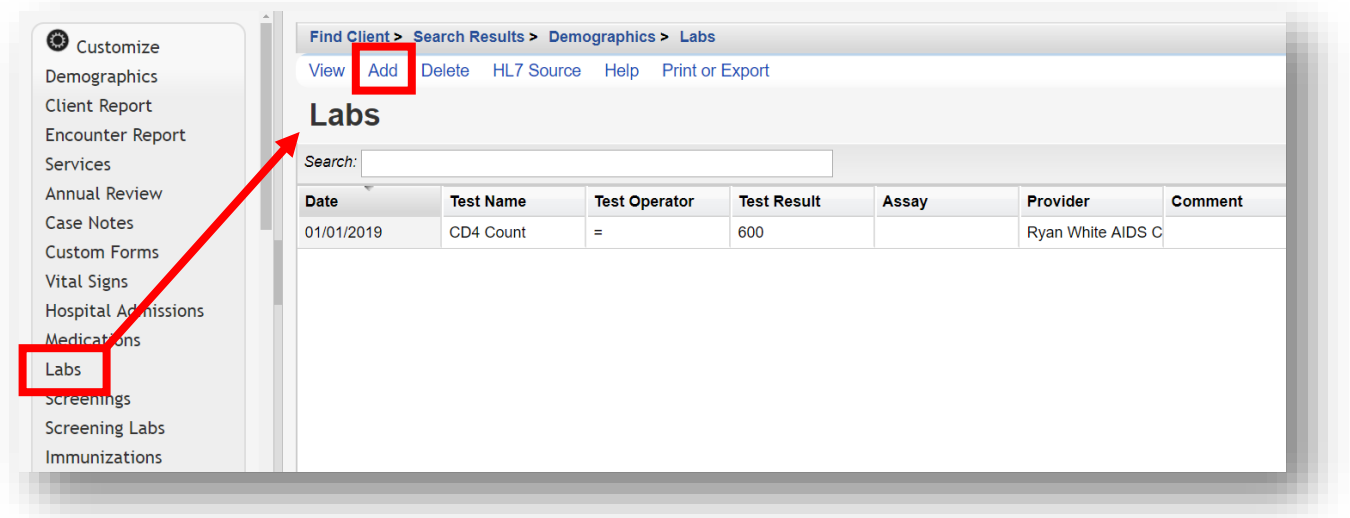 Customize
Demographics
Client Report
Encounter Report
Services
Annual Review
Case Notes
Custom Forms
Vital Signs
Hospital Admissions
Medications
Labs
Screenings
Screening Labs
Immunizations
Find Client > Search Results > Demographics > Labs
View Add Delete HL7 Source Help Print or Export
Labs
Search:
Date Test Name Test Operator Test Result Assay Provider Comment
01/01/2019 CD4 Count = 600 Ryan White AIDS C